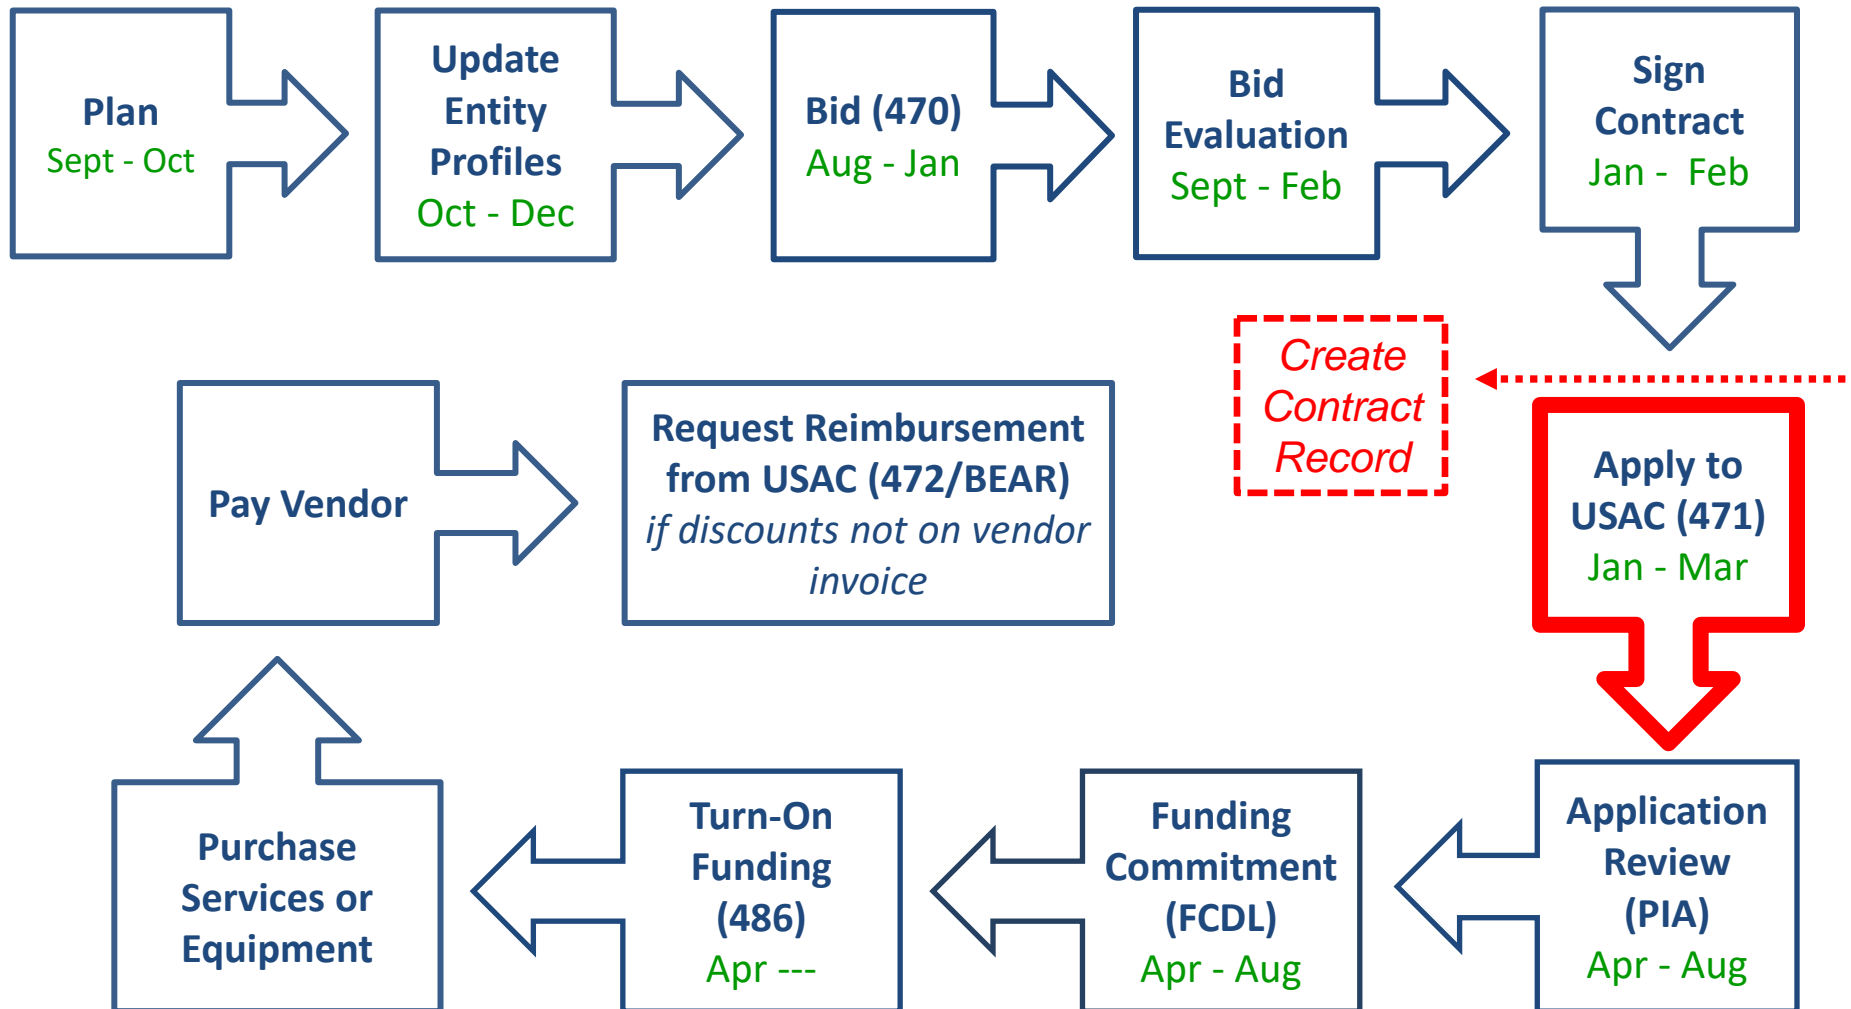 Plan
Sept - Oct
Update
Entity
Profiles
Oct - Dec
Bid (470)
Aug - Jan
Bid
Evaluation
Sept - Feb
Sign
Contract
Jan -  Feb
Create
Contract
Record
Apply to
USAC (471)
Jan - Mar
Application
Review
(PIA)
Apr - Aug
Funding
Commitment
(FCDL)
Apr - Aug
Turn-On
Funding
(486)
Apr ---
Purchase
Services or
Equipment
Pay Vendor
Request Reimbursement
from USAC (472/BEAR)
if discounts not on vendor
invoice